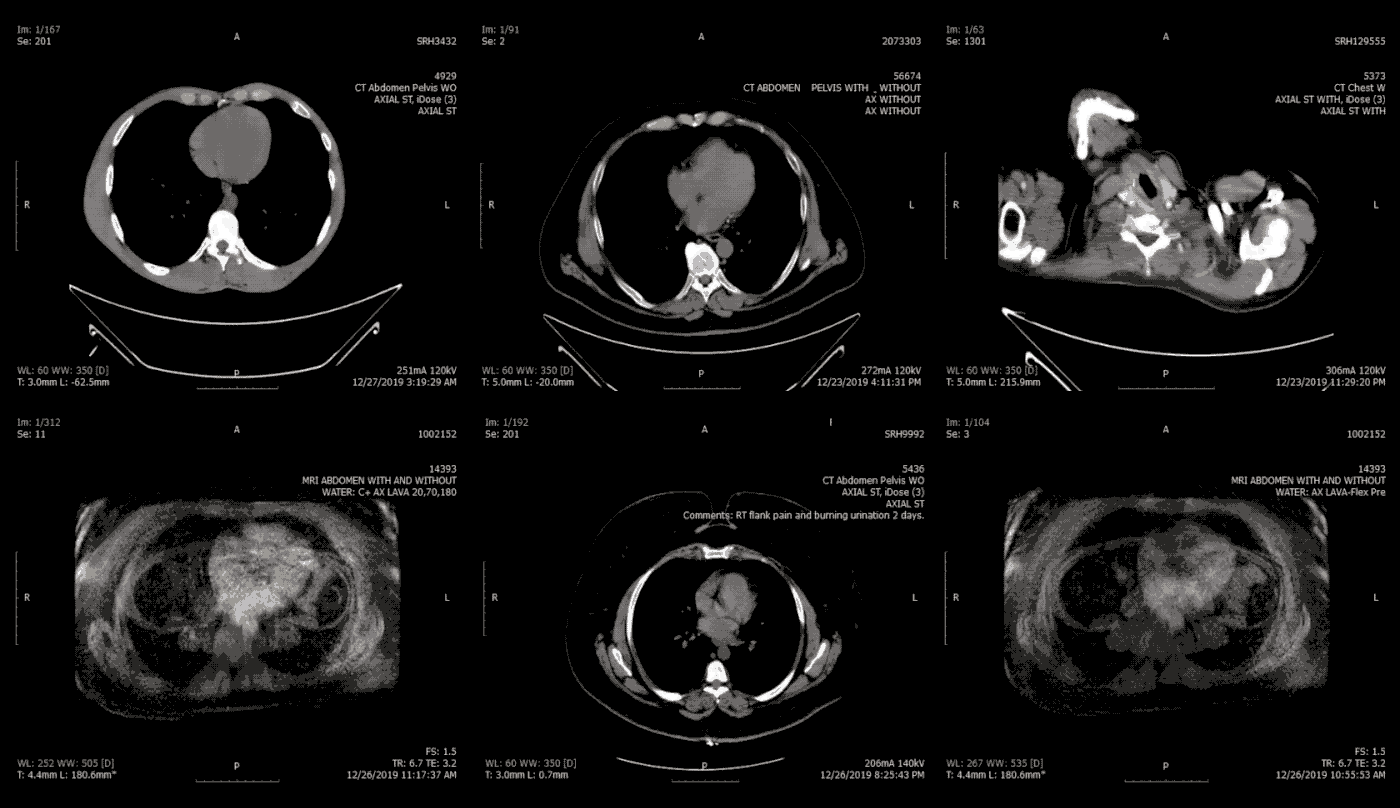 Im: 1/167
Se: 201
A
SRH3432
4929
CT Abdomen Pelvis WO
AXIAL ST, iDose (3)
AXIAL ST
R
L
WL: 60 WW: 350 [D]
T: 3.0mm L: -62.5mm
P
251mA 120kV
12/27/2019 3:19:29 AM
Im: 1/91
Se: 2
A
2073303
56674
CT ABDOMEN PELVIS WITH _ WITHOUT
AX WITHOUT
AX WITHOUT
R
L
WL: 60 WW: 350 [D]
T: 5.0mm L: -20.0mm
P
272mA 120kV
12/23/2019 4:11:31 PM
Im: 1/63
Se: 1301
A
SRH129555
5373
CT Chest W
AXIAL ST WITH, iDose (3)
AXIAL ST WITH
R
L
WL: 60 WW: 350 [D]
T: 5.0mm L: 215.9mm
P
306mA 120kV
12/23/2019 11:29:20 PM
Im: 1/312
Se: 11
A
1002152
14393
MRI ABDOMEN WITH AND WITHOUT
WATER: C+ AX LAVA 20,70,180
R
L
WL: 252 WW: 505 [D]
T: 4.4mm L: 180.6mm*
P
FS: 1.5
TR: 6.7 TE: 3.2
12/26/2019 11:17:37 AM
Im: 1/192
Se: 201
A
SRH9992
5436
CT Abdomen Pelvis WO
AXIAL ST, iDose (3)
AXIAL ST
Comments: RT flank pain and burning urination 2 days.
R
L
WL: 60 WW: 350 [D]
T: 3.0mm L: 0.7mm
P
206mA 140kV
12/26/2019 8:25:43 PM
Im: 1/104
Se: 3
A
1002152
14393
MRI ABDOMEN WITH AND WITHOUT
WATER: AX LAVA-Flex Pre
R
L
WL: 267 WW: 535 [D]
T: 4.4mm L: 180.6mm*
P
FS: 1.5
TR: 6.7 TE: 3.2
12/26/2019 10:55:53 AM